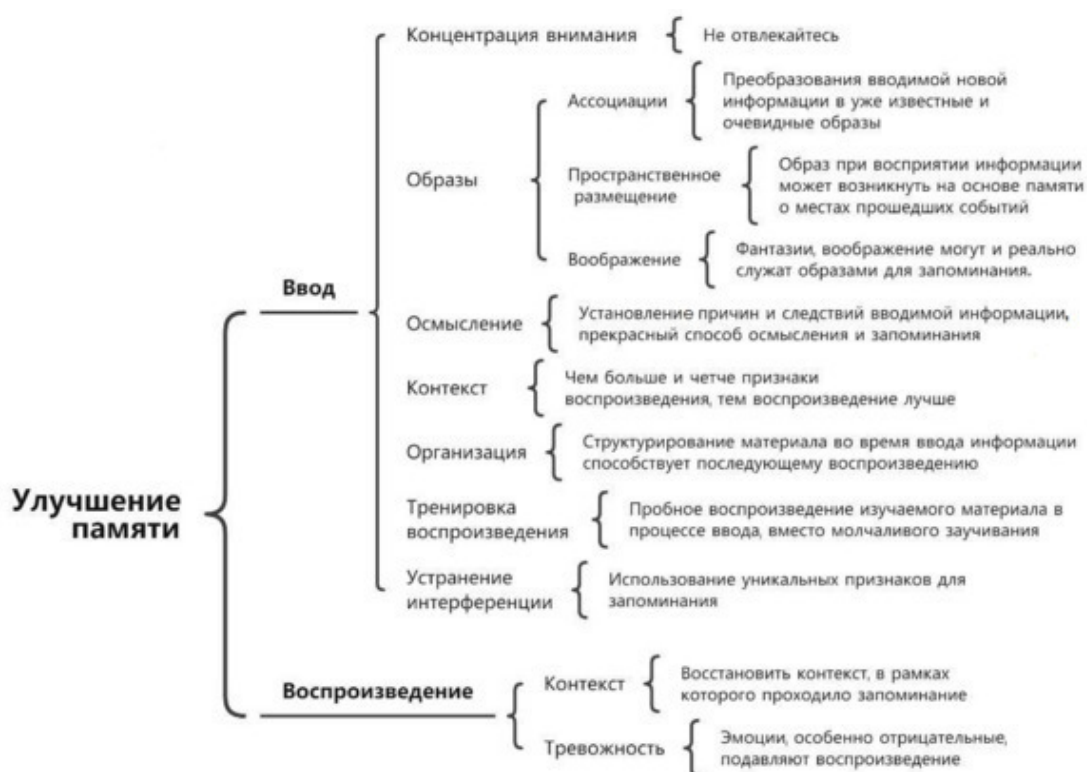 Концентрация внимания
Не отвлекайтесь
Ассоциации
Преобразования вводимой новой
информации в уже известные и
очевидные образы
Образы
Пространственное
размещение
Образ при восприятии информации
может возникнуть на основе памяти
о местах прошедших событий
Воображение
Фантазии, воображение могут и реально
служат образами для запоминания.
Ввод
Осмысление
Установление причин и следствий вводимой информации,
прекрасный способ осмысления и запоминания
Контекст
Чем больше и четче признаки
воспроизведения, тем воспроизведение лучше
Организация
Структурирование материала во время ввода информации
способствует последующему воспроизведению
Улучшение
памяти
Тренировка
воспроизведения
Пробное воспроизведение изучаемого материала в
процессе ввода, вместо молчаливого заучивания
Устранение
интерференции
Использование уникальных признаков для
запоминания
Воспроизведение
Контекст
Восстановить контекст, в рамках
которого проходило запоминание
Тревожность
Эмоции, особенно отрицательные,
подавляют воспроизведение